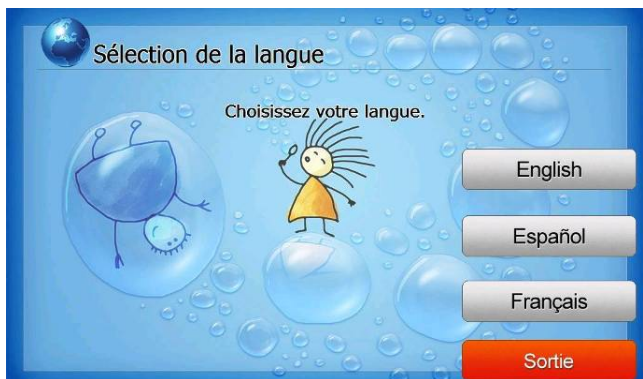 Sélection de la langue
Choisissez votre langue.
English
Español
Français
Sortie